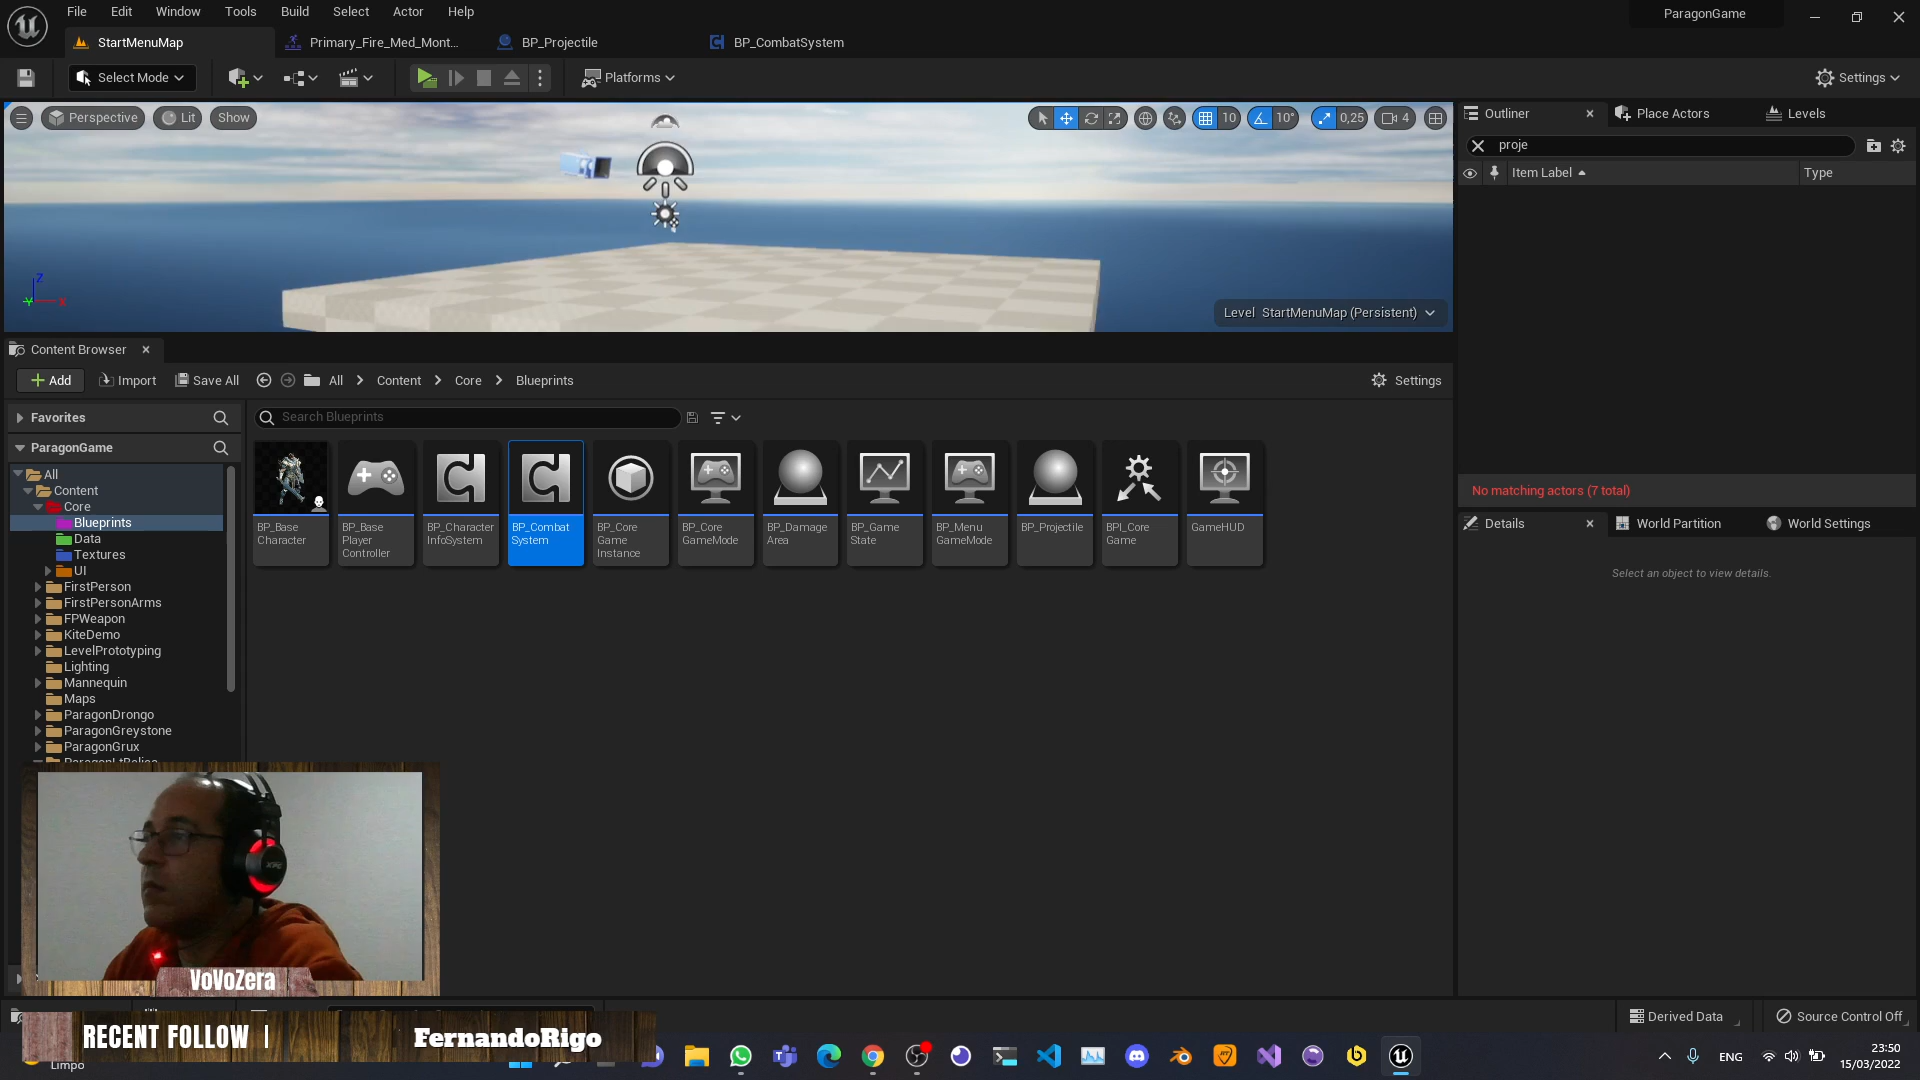 File Edit Window Tools Build Select Actor Help
ParagonGame
StartMenuMap
Primary_Fire_Med_Mont...
BP_Projectile
BP_CombatSystem
Select Mode
Platforms
Settings
Perspective
Lit
Show
10
10°
0,25
4
Z
Y
X
Level StartMenuMap (Persistent)
Outliner
Place Actors
Levels
proje
Item Label
Type
No matching actors (7 total)
Details
World Partition
World Settings
Select an object to view details.
Content Browser
Add
Import
Save All
All
Content
Core
Blueprints
Settings
Favorites
Search Blueprints
ParagonGame
All
Content
Core
Blueprints
Data
Textures
UI
FirstPerson
FirstPersonArms
FPWeapon
KiteDemo
LevelPrototyping
Lighting
Mannequin
Maps
ParagonDrongo
ParagonGreystone
ParagonGrux
BP_Base
Character
BP_Base
Player
Controller
BP_Character
InfoSystem
BP_Combat
System
BP_Core
Game
Instance
BP_Core
GameMode
BP_Damage
Area
BP_Game
State
BP_Menu
GameMode
BP_Projectile
BPI_Core
Game
GameHUD
XPG
VoVoZera
RECENT FOLLOW |
FernandoRigo
Limpo
Derived Data
Source Control Off
ENG
23:50
15/03/2022